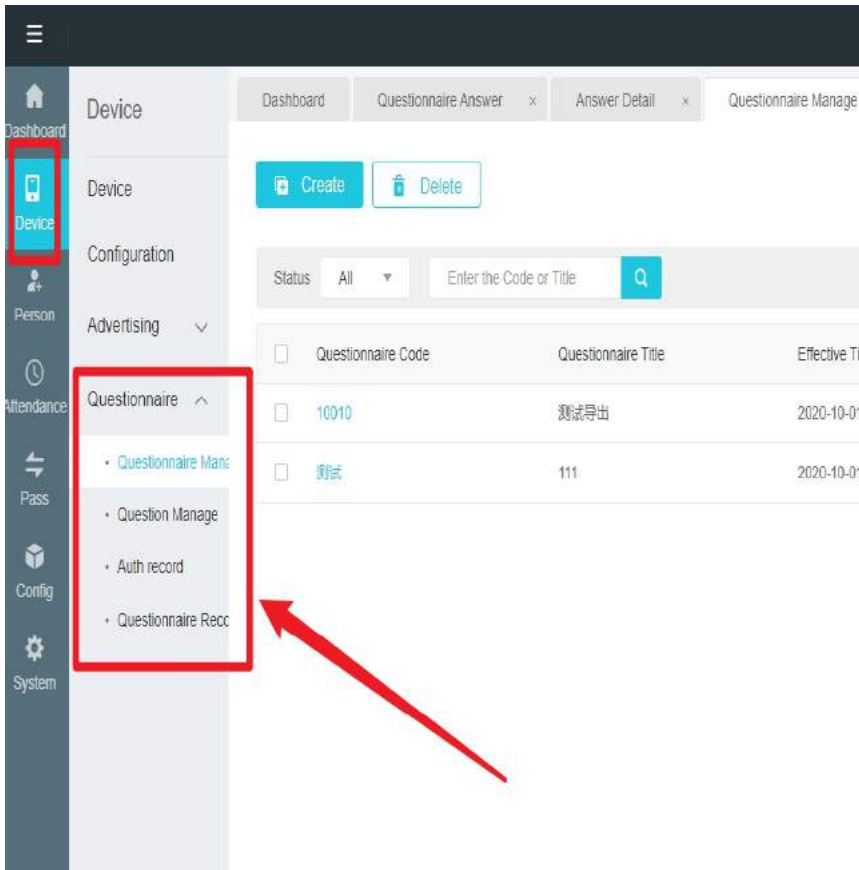 Dashboard
Device
Person
Attendance
Pass
Config
System
Device
Device
Configuration
Advertising
Questionnaire
• Questionnaire Mana
• Question Manage
• Auth record
• Questionnaire Reco
Dashboard Questionnaire Answer × Answer Detail × Questionnaire Manage
Create Delete
Status All Enter the Code or Title
Questionnaire Code Questionnaire Title Effective Ti
10010 测试导出 2020-10-01
测试 111 2020-10-01